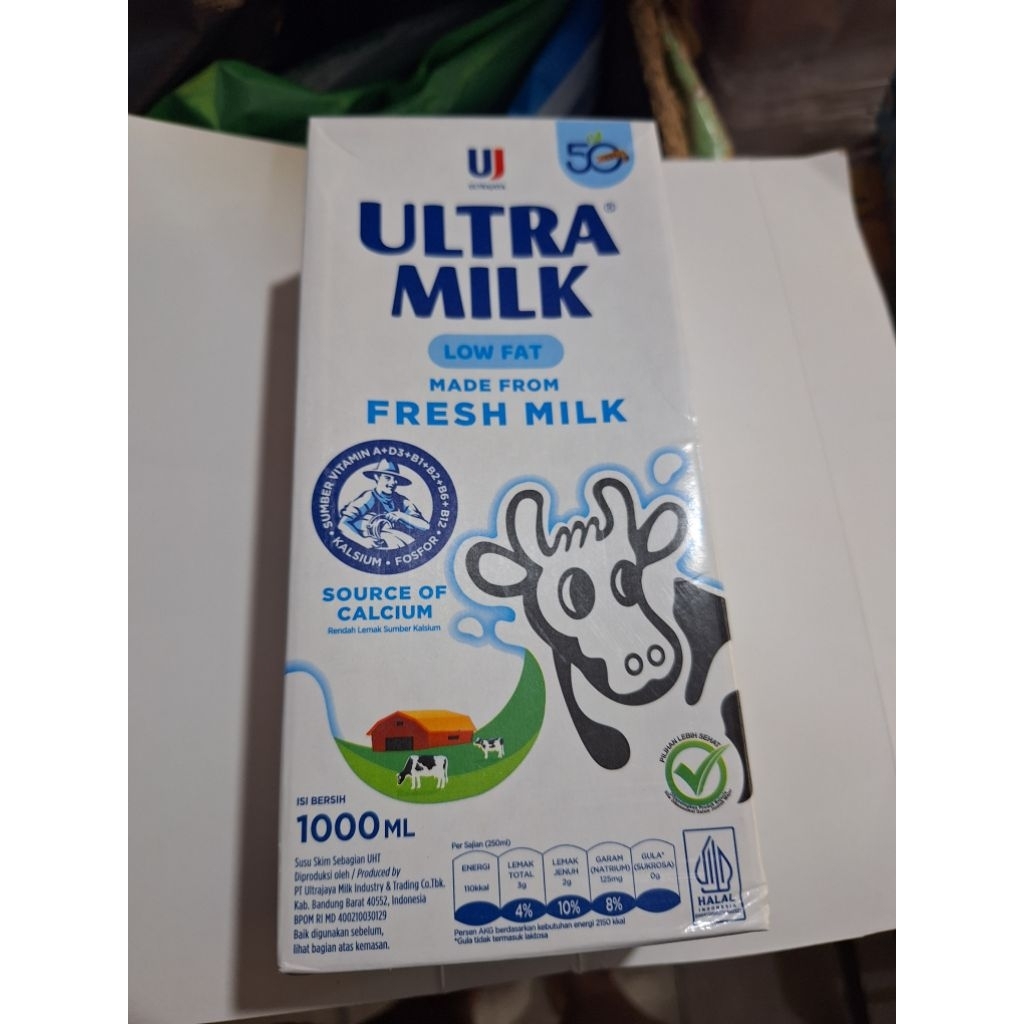 UJ
50
ULTRA®
MILK
LOW FAT
MADE FROM
FRESH MILK
SUMBER VITAMIN A+D3+B1+B2+B6+B12
• KALSIUM • FOSFOR •
SOURCE OF
CALCIUM
Rendah Lemak Sumber Kalsium
PILIHAN LEBIH SEHAT
ISI BERSIH
1000 ML
Susu Skim Sebagian UHT
Diproduksi oleh / Produced by
PT Ultrajaya Milk Industry & Trading Co.Tbk.
Kab. Bandung Barat 40552, Indonesia
BPOM RI MD 400210030129
Baik digunakan sebelum,
lihat bagian atas kemasan.
Per Sajian (250ml)
ENERGI
110kkal
LEMAK
TOTAL
3g
4%
LEMAK
JENUH
2g
10%
GARAM
(NATRIUM)
125mg
8%
GULA*
(SUKROSA)
0g
Persen AKG berdasarkan kebutuhan energi 2150 kkal
*Gula tidak termasuk laktosa
HALAL
INDONESIA